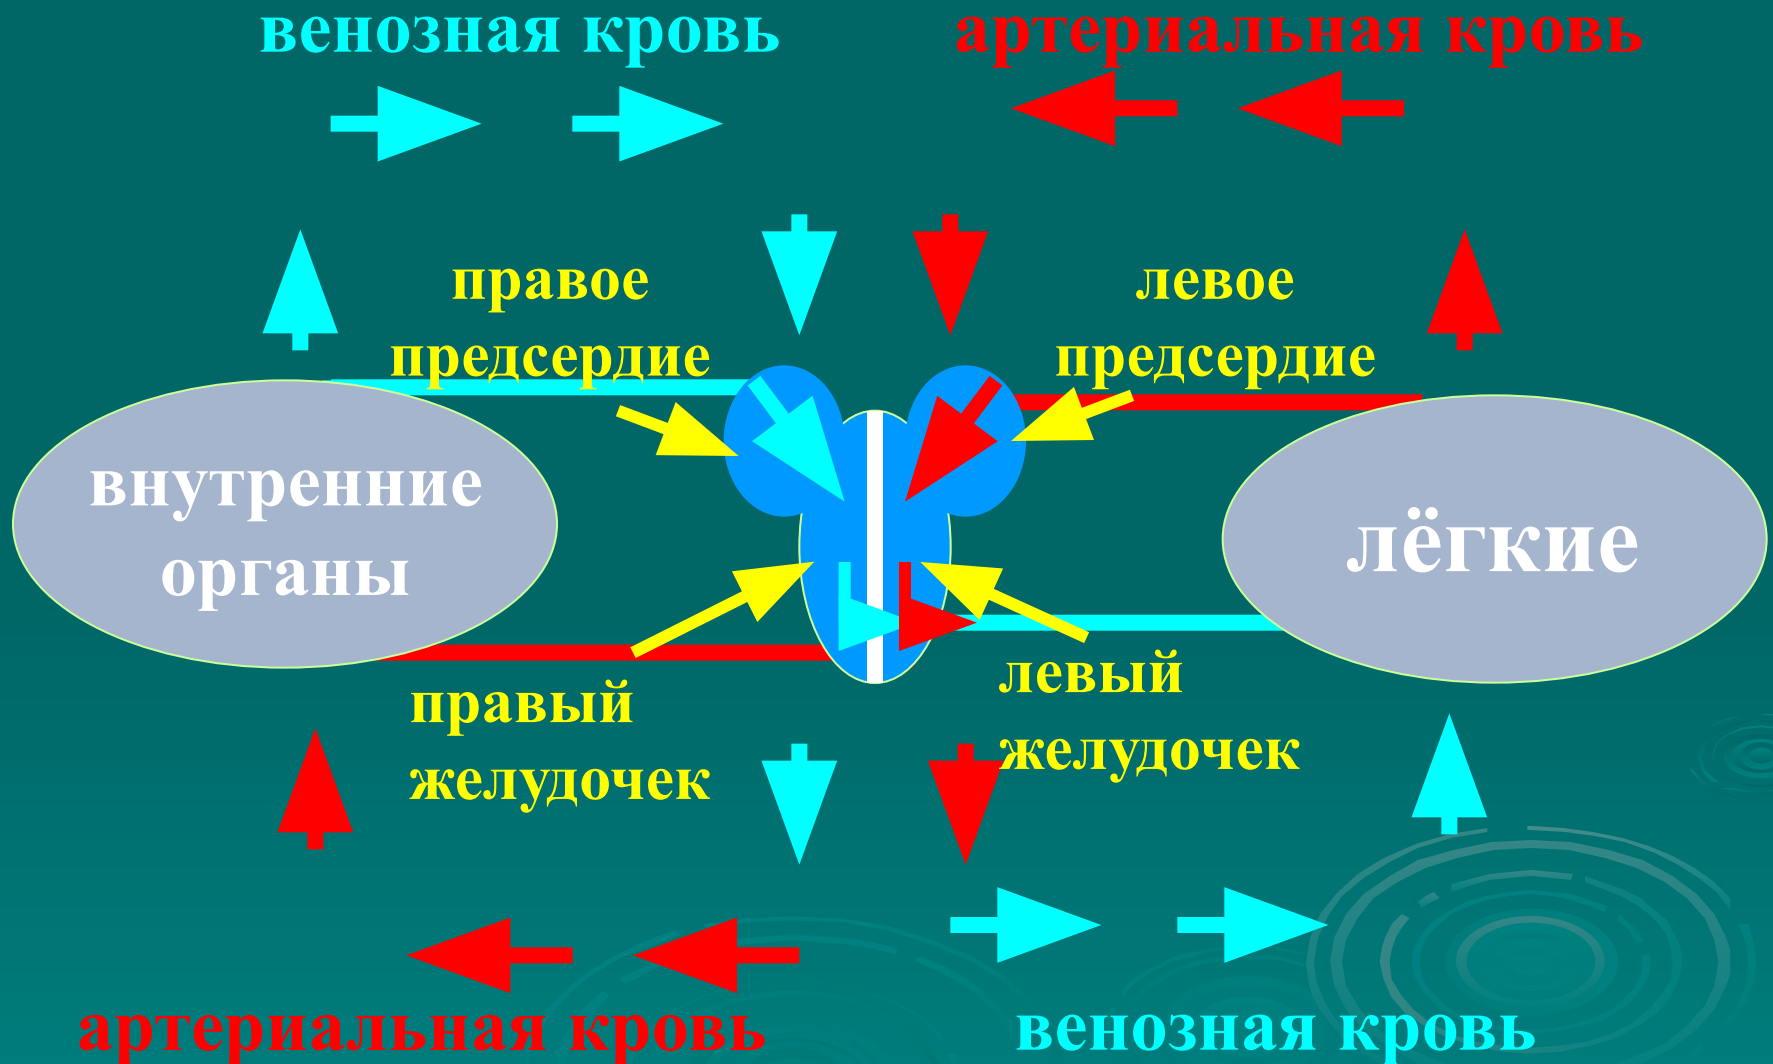 венозная кровь
артериальная кровь
правое
предсердие
левое
предсердие
внутренние
органы
лёгкие
правый
желудочек
левый
желудочек
артериальная кровь
венозная кровь